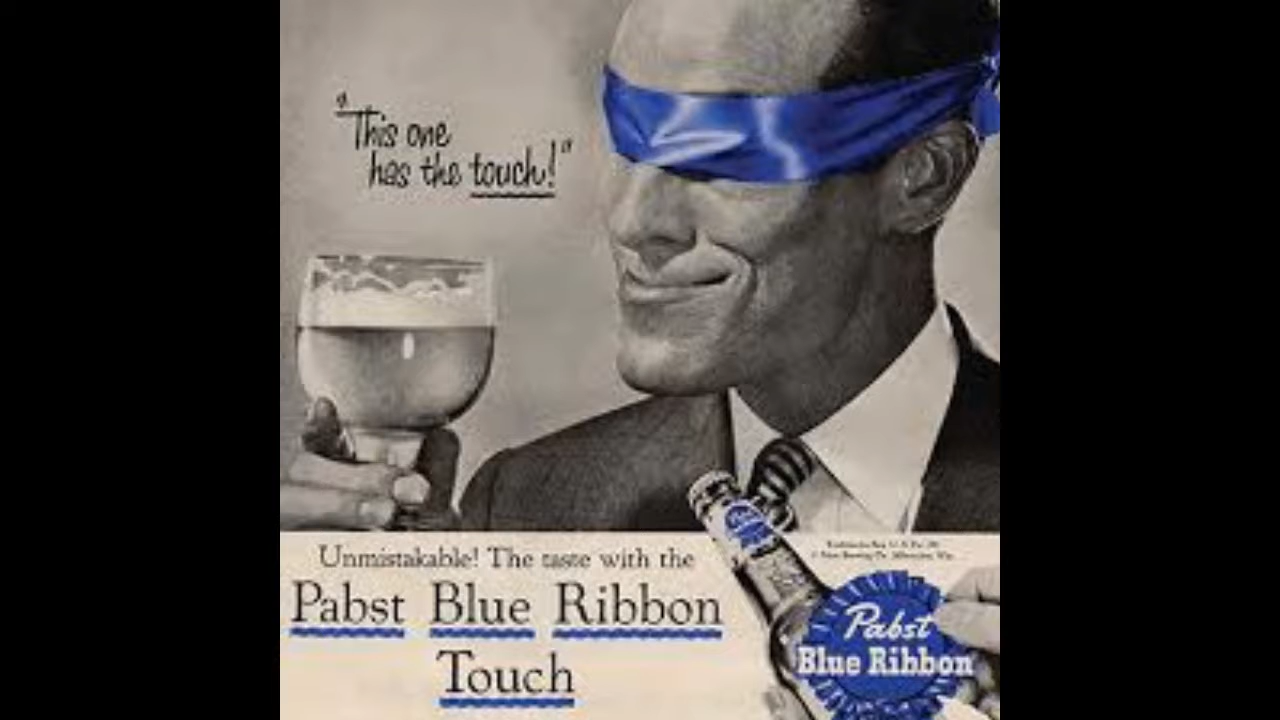 "This one
has the touch!"
Unmistakable! The taste with the
Pabst Blue Ribbon
Touch
Pabst
Blue Ribbon